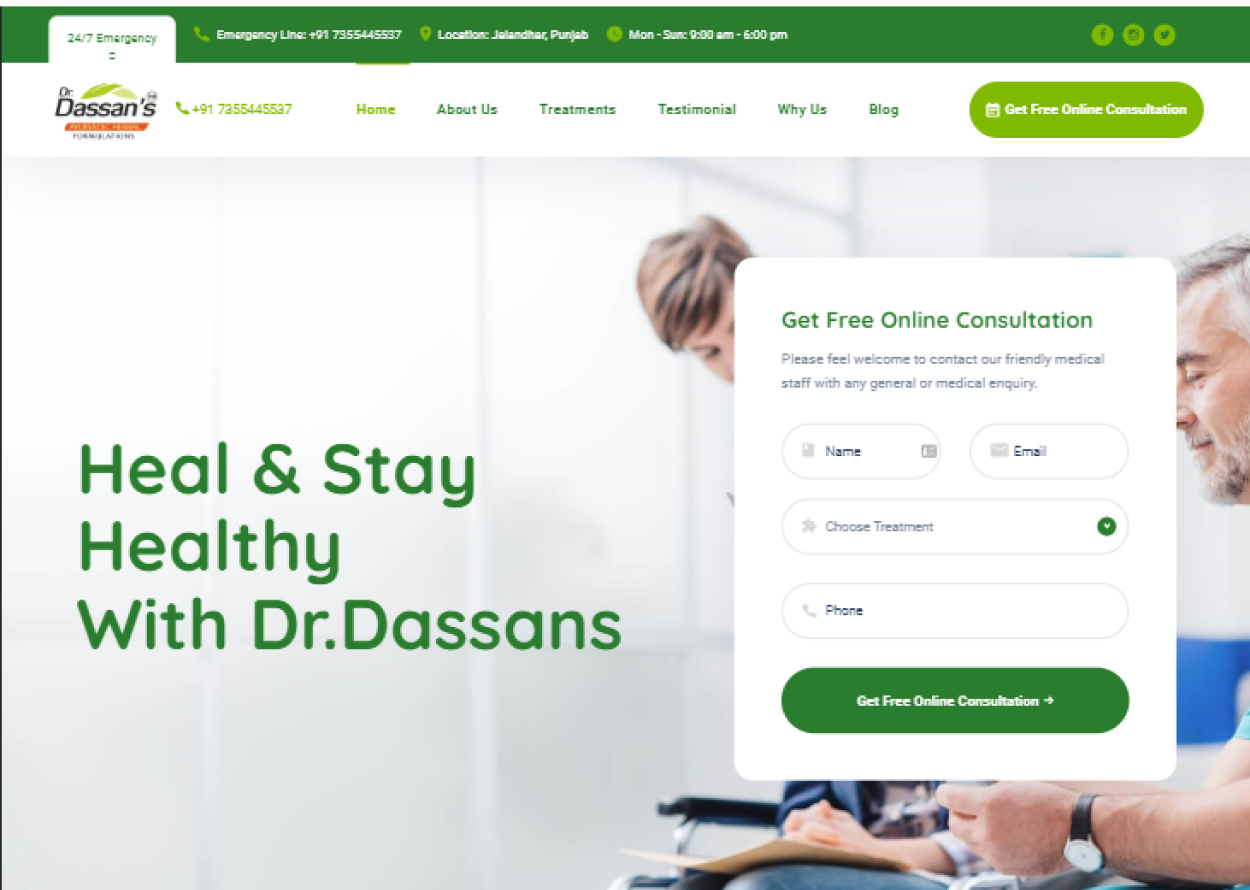 24/7 Emergency
Emergency Line: +91 7355445537
Location: Jalandhar, Punjab
Mon - Sun: 9:00 am - 6:00 pm
Dr.
Dassan's
AYURVEDIC HERBAL
FORMULATIONS
+91 7355445537
Home
About Us
Treatments
Testimonial
Why Us
Blog
Get Free Online Consultation
Heal & Stay
Healthy
With Dr.Dassans
Get Free Online Consultation
Please feel welcome to contact our friendly medical
staff with any general or medical enquiry.
Name
Email
Choose Treatment
Phone
Get Free Online Consultation →